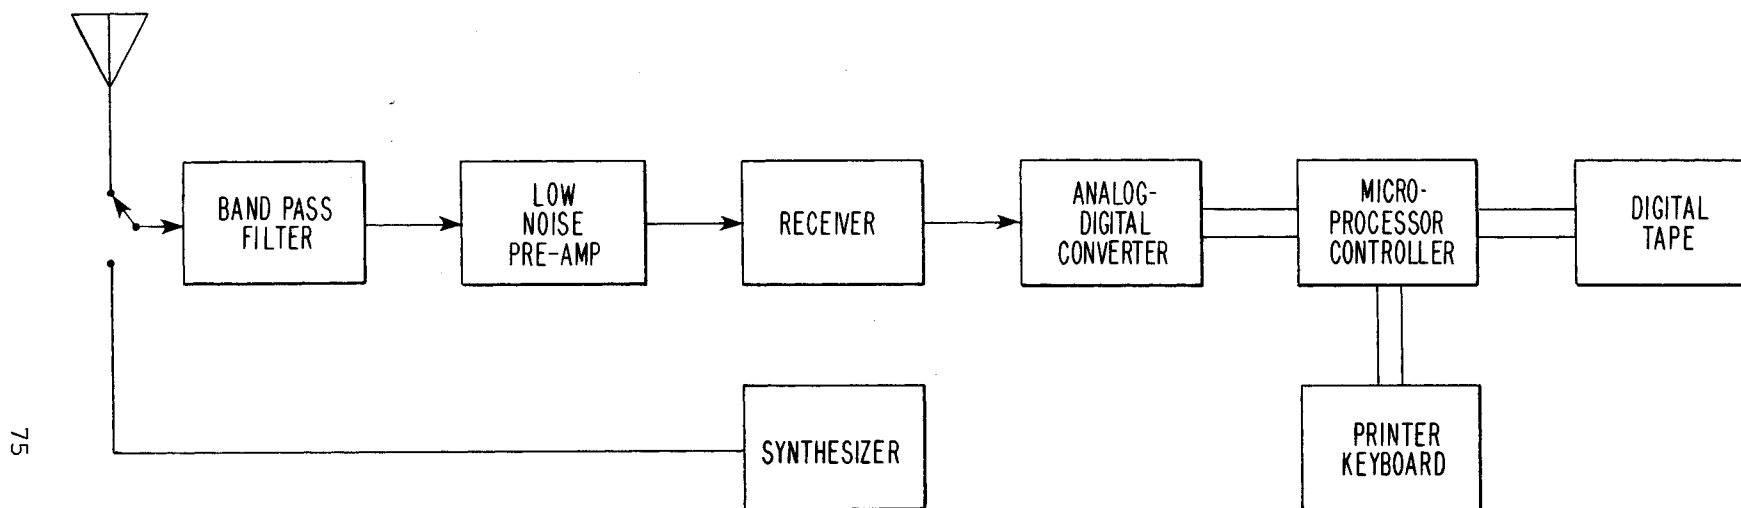 BAND PASS
FILTER
LOW
NOISE
PRE-AMP
RECEIVER
ANALOG-
DIGITAL
CONVERTER
MICRO-
PROCESSOR
CONTROLLER
DIGITAL
TAPE
SYNTHESIZER
PRINTER
KEYBOARD
75